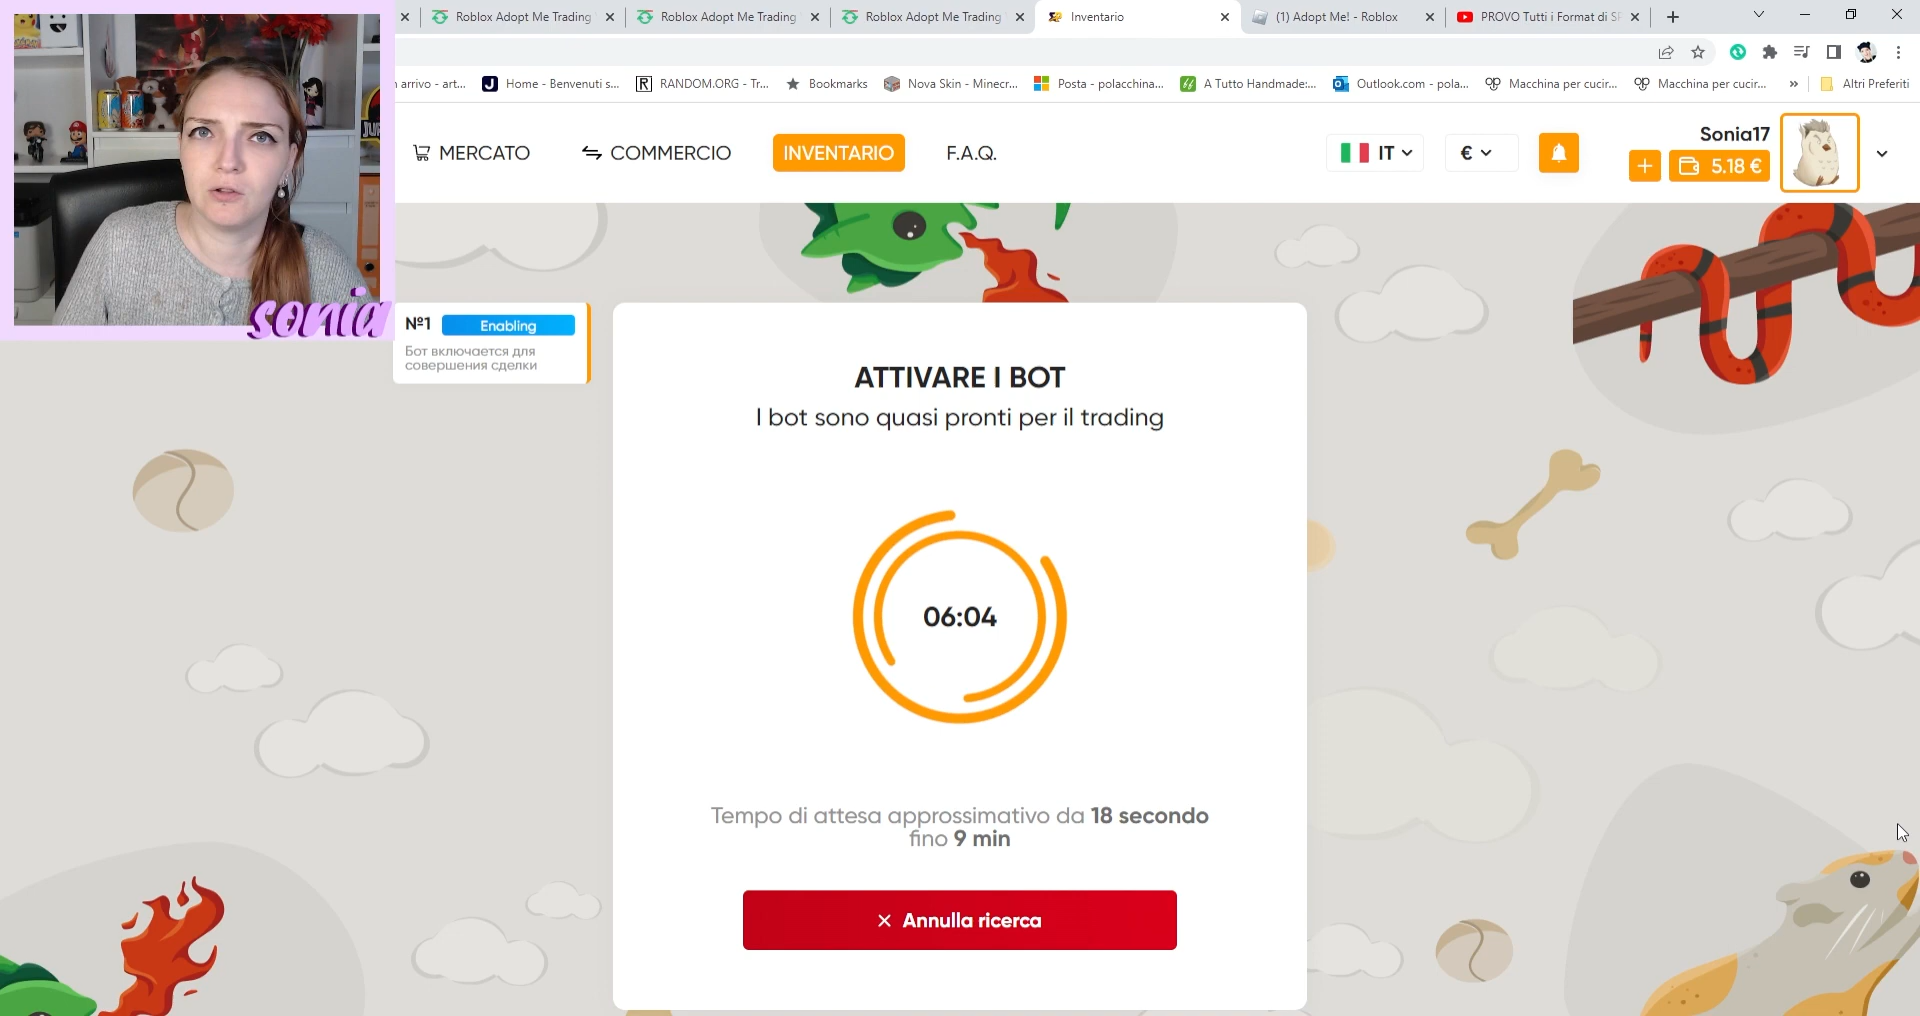 Roblox Adopt Me Trading
Roblox Adopt Me Trading
Roblox Adopt Me Trading
Inventario
(1) Adopt Me! - Roblox
PROVO Tutti i Format di
arrivo - art...
Home - Benvenuti s...
RANDOM.ORG - Tr...
Bookmarks
Nova Skin - Minecr...
Posta - polacchina...
A Tutto Handmade:...
Outlook.com - pola...
Macchina per cucir...
Macchina per cucir...
»
Altri Preferiti
MERCATO
COMMERCIO
INVENTARIO
F.A.Q.
IT
€
Sonia17
+
5.18 €
sonia
№1
Enabling
Бот включается для
совершения сделки
ATTIVARE I BOT
I bot sono quasi pronti per il trading
06:04
Tempo di attesa approssimativo da 18 secondo
fino 9 min
Annulla ricerca